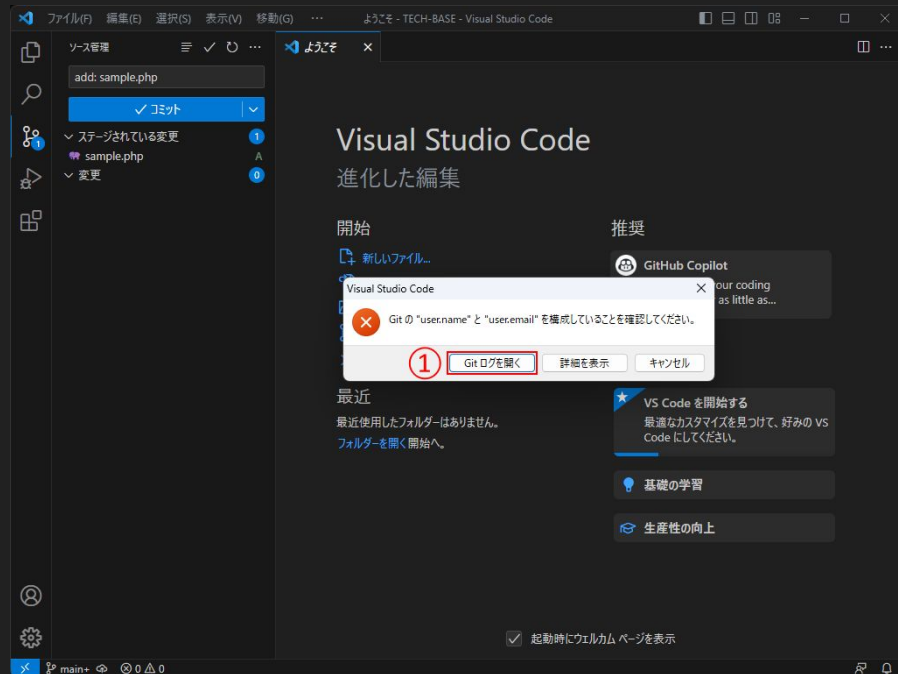 ファイル(F) 編集(E) 選択(S) 表示(V) 移動(G) … ようこそ - TECH-BASE - Visual Studio Code
ソース管理
ようこそ
add: sample.php
コミット
ステージされている変更 1
sample.php A
変更 0
1
Visual Studio Code
進化した編集
開始
新しいファイル...
推奨
GitHub Copilot
our coding
as little as...
Visual Studio Code
Git の "user.name" と "user.email" を構成していることを確認してください。
① Git ログを開く 詳細を表示 キャンセル
最近
最近使用したフォルダーはありません。
フォルダーを開く開始へ。
VS Code を開始する
最適なカスタマイズを見つけて、好みの VS
Code にしてください。
基礎の学習
生産性の向上
起動時にウェルカム ページを表示
main+ 0 0